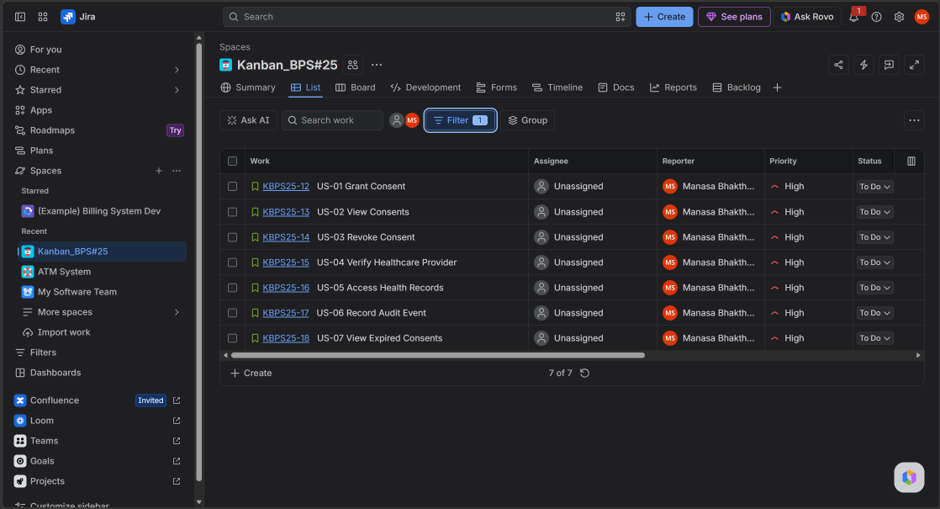 Jira
Search
Create
See plans
Ask Rovo
1
MS
For you
Recent
Starred
Apps
Roadmaps
Try
Plans
Spaces
Starred
(Example) Billing System Dev
Recent
Kanban_BPS#25
ATM System
My Software Team
More spaces
Import work
Filters
Dashboards
Confluence
Invited
Loom
Teams
Goals
Projects
Customize sidebar
Spaces
Kanban_BPS#25
Summary
List
Board
Development
Forms
Timeline
Docs
Reports
Backlog
Ask AI
Search work
MS
Filter 1
Group
Work Assignee Reporter Priority Status
KBPS25-12 US-01 Grant Consent Unassigned MS Manasa Bhakth... High To Do
KBPS25-13 US-02 View Consents Unassigned MS Manasa Bhakth... High To Do
KBPS25-14 US-03 Revoke Consent Unassigned MS Manasa Bhakth... High To Do
KBPS25-15 US-04 Verify Healthcare Provider Unassigned MS Manasa Bhakth... High To Do
KBPS25-16 US-05 Access Health Records Unassigned MS Manasa Bhakth... High To Do
KBPS25-17 US-06 Record Audit Event Unassigned MS Manasa Bhakth... High To Do
KBPS25-18 US-07 View Expired Consents Unassigned MS Manasa Bhakth... High To Do
Create
7 of 7